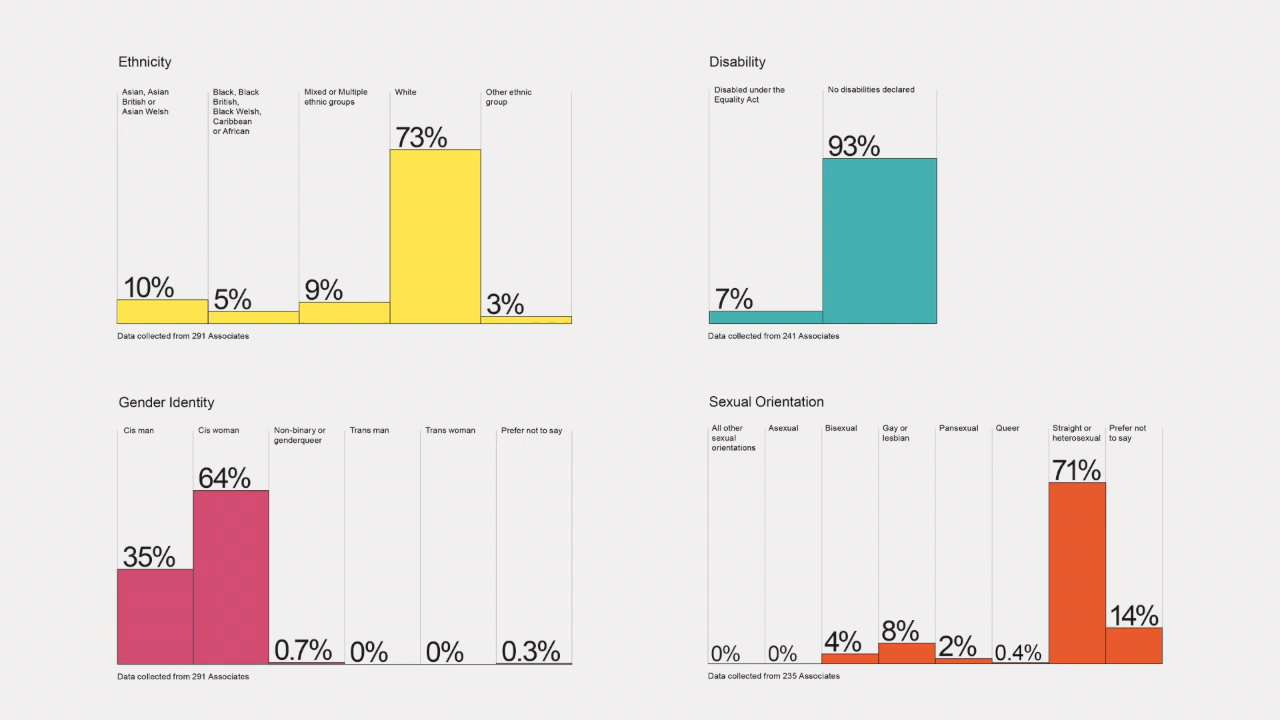 Ethnicity
Asian, Asian
British or
Asian Welsh
Black, Black
British,
Black Welsh,
Caribbean
or African
Mixed or Multiple
ethnic groups
White
Other ethnic
group
10%
5%
9%
73%
3%
Data collected from 291 Associates
Disability
Disabled under the
Equality Act
No disabilities declared
7%
93%
Data collected from 241 Associates
Gender Identity
Cis man
Cis woman
Non-binary or
genderqueer
Trans man
Trans woman
Prefer not to say
35%
64%
0.7%
0%
0%
0.3%
Data collected from 291 Associates
Sexual Orientation
All other
sexual
orientations
Asexual
Bisexual
Gay or
lesbian
Pansexual
Queer
Straight or
heterosexual
Prefer not
to say
0%
0%
4%
8%
2%
0.4%
71%
14%
Data collected from 235 Associates